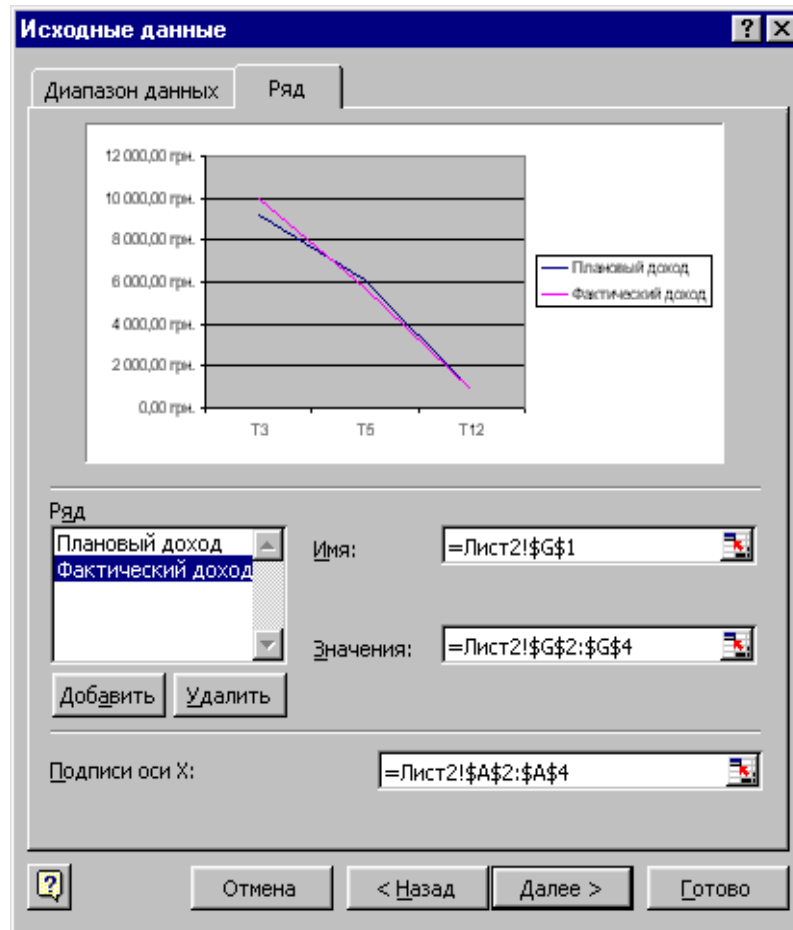 Исходные данные
Диапазон данных
Ряд
12 000,00 грн.
10 000,00 грн.
8 000,00 грн.
6 000,00 грн.
4 000,00 грн.
2 000,00 грн.
0,00 грн.
Т3
Т5
Т12
Плановый доход
Фактический доход
Ряд
Плановый доход
Фактический доход
Имя:
=Лист2!$G$1
Значения:
=Лист2!$G$2:$G$4
Добавить
Удалить
Подписи оси X:
=Лист2!$A$2:$A$4
Отмена
< Назад
Далее >
Готово